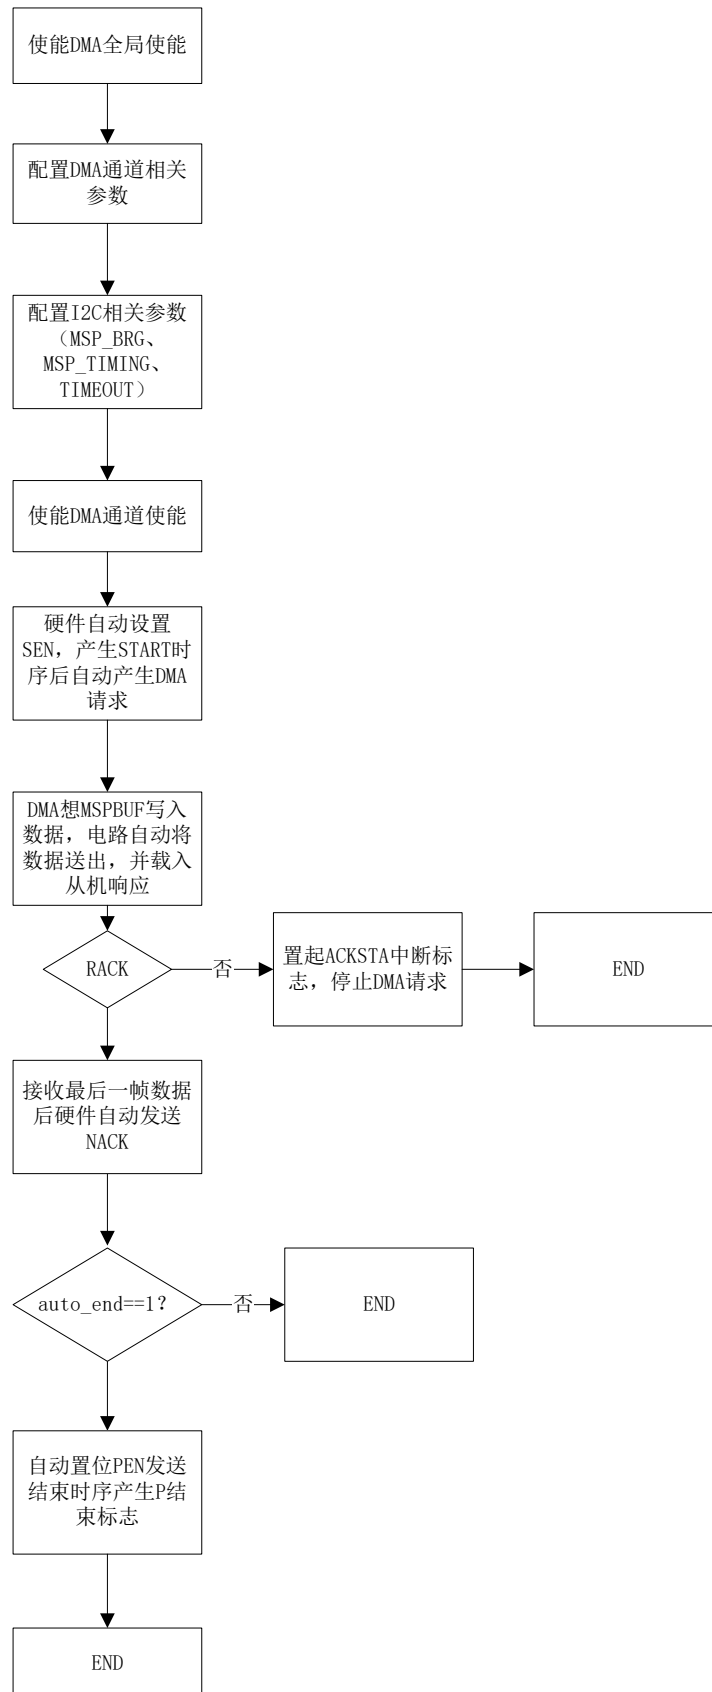 使能DMA全局使能
配置DMA通道相关
参数
配置I2C相关参数
（MSP_BRG、
MSP_TIMING、
TIMEOUT）
使能DMA通道使能
硬件自动设置
SEN，产生START时
序后自动产生DMA
请求
DMA想MSPBUF写入
数据，电路自动将
数据送出，并载入
从机响应
RACK
否
置起ACKSTA中断标
志，停止DMA请求
END
接收最后一帧数据
后硬件自动发送
NACK
auto_end==1?
否
END
自动置位PEN发送
结束时序产生P结
束标志
END